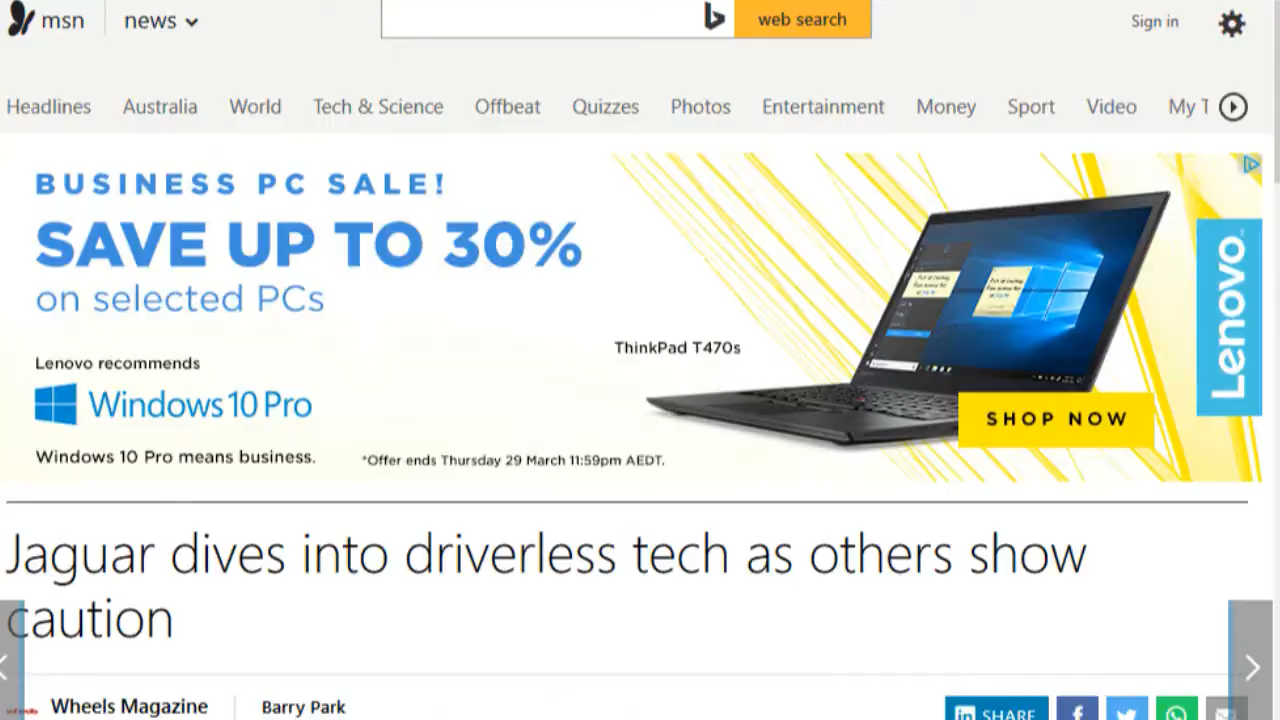 msn news web search Sign in
Headlines Australia World Tech & Science Offbeat Quizzes Photos Entertainment Money Sport Video My T
BUSINESS PC SALE!
SAVE UP TO 30%
on selected PCs
ThinkPad T470s
Lenovo
Lenovo recommends
Windows 10 Pro
SHOP NOW
Windows 10 Pro means business. *Offer ends Thursday 29 March 11:59pm AEDT.
Jaguar dives into driverless tech as others show
caution
Wheels Magazine Barry Park
in SHARE